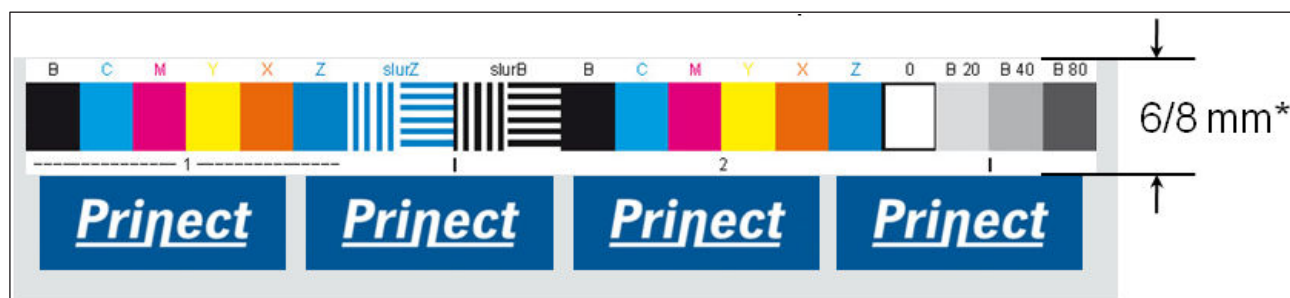 B C M Y X Z slurZ slurB B C M Y X Z 0 B 20 B 40 B 80
6/8 mm*
1 2
Prinect Prinect Prinect Prinect